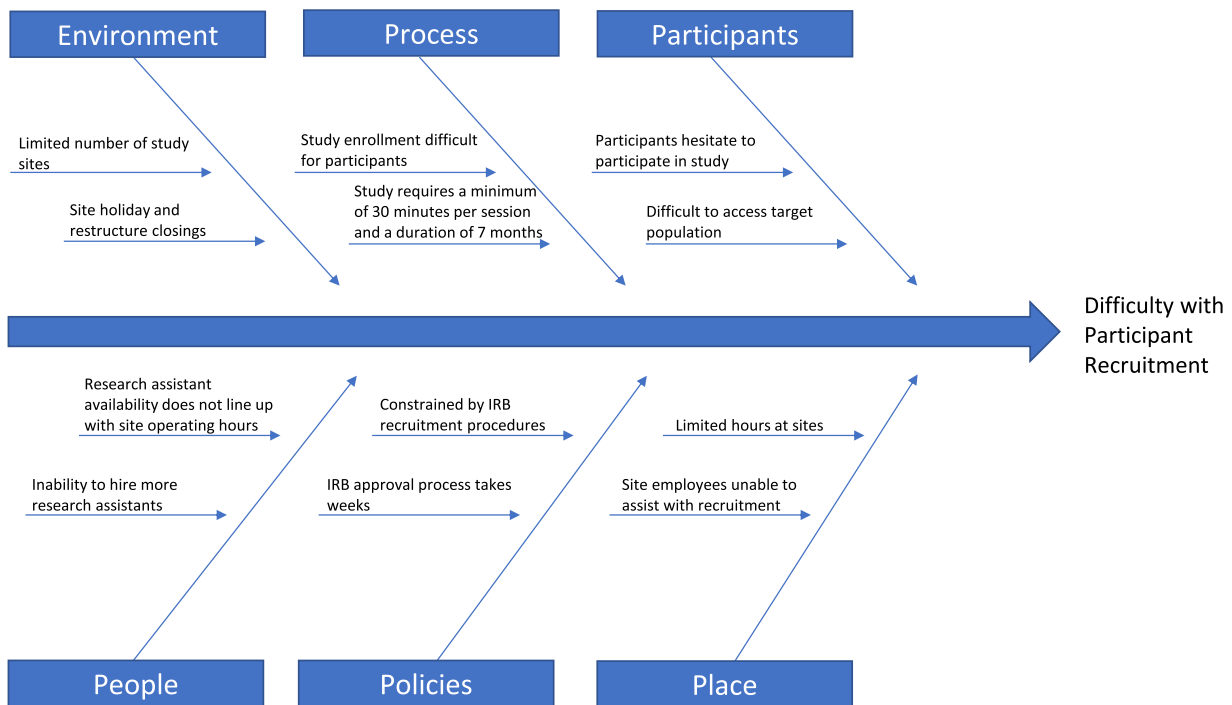 Environment
Process
Participants
Limited number of study
sites
Site holiday and
restructure closings
Study enrollment difficult
for participants
Study requires a minimum
of 30 minutes per session
and a duration of 7 months
Participants hesitate to
participate in study
Difficult to access target
population
Difficulty with
Participant
Recruitment
Research assistant
availability does not line up
with site operating hours
Inability to hire more
research assistants
Constrained by IRB
recruitment procedures
IRB approval process takes
weeks
Limited hours at sites
Site employees unable to
assist with recruitment
People
Policies
Place